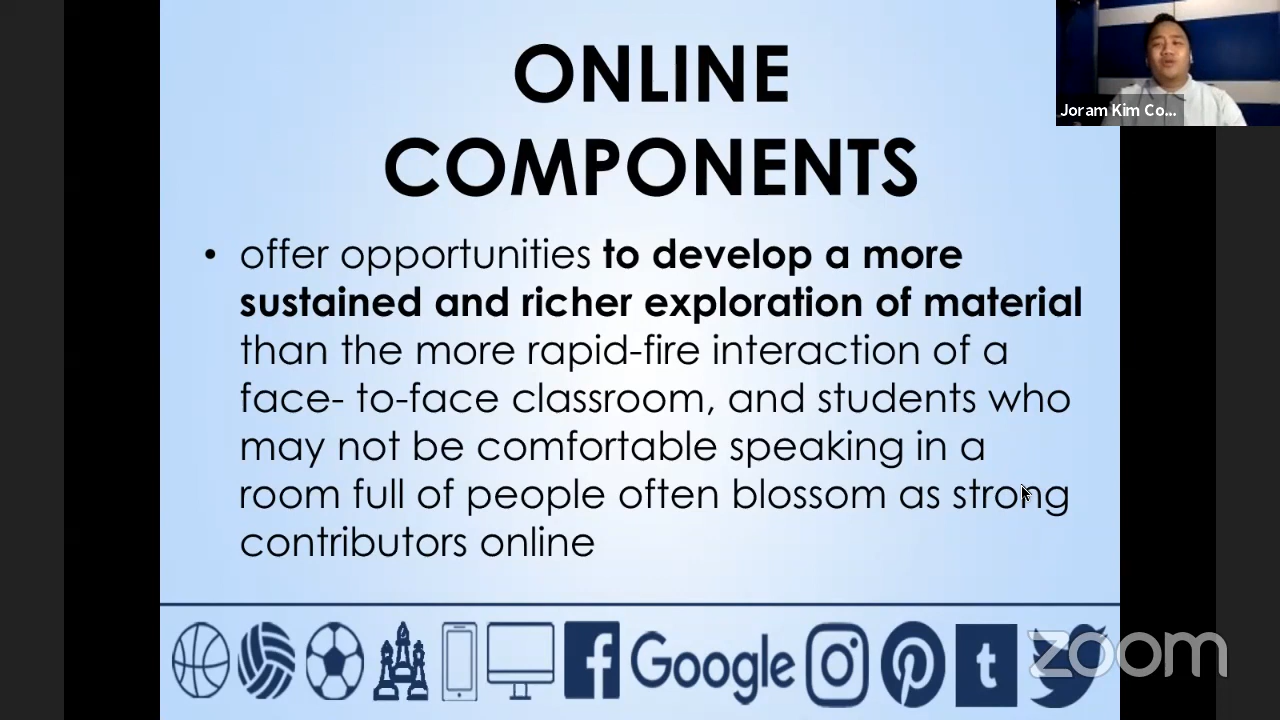 ONLINE
COMPONENTS
Joram Kim Co...
• offer opportunities to develop a more
sustained and richer exploration of material
than the more rapid-fire interaction of a
face- to-face classroom, and students who
may not be comfortable speaking in a
room full of people often blossom as strong
contributors online
f Google t
zoom